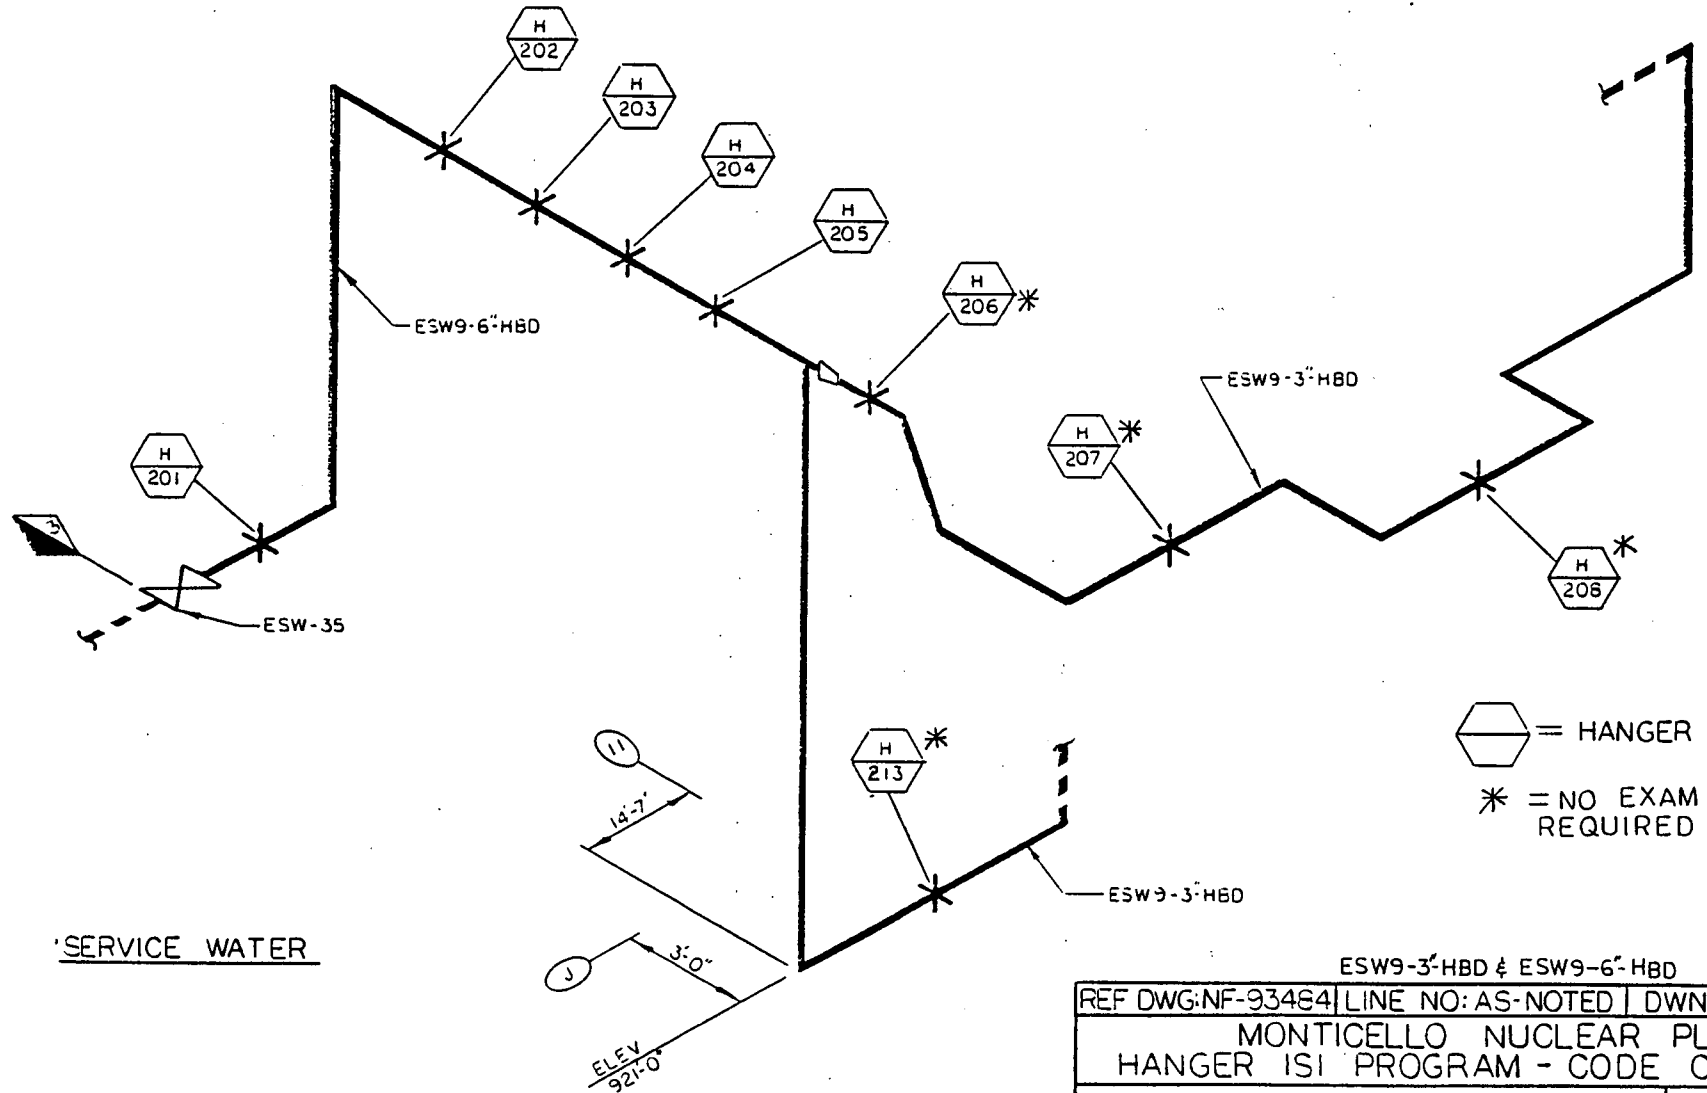 H
202
H
203
H
204
H
205
H
206 *
ESW9-6"-HBD
ESW9-3"-HBD
H
207 *
H
201
3
H
208 *
ESW-35
= HANGER
* = NO EXAM
REQUIRED
11
14'-7"
H
213 *
ESW9-3"-HBD
SERVICE WATER
J
3'-0"
ELEV
921'-0"
ESW9-3"-HBD & ESW9-6"-HBD
REF DWG:NF-93484 LINE NO: AS-NOTED DWN
MONTICELLO NUCLEAR PL
HANGER ISI PROGRAM - CODE C